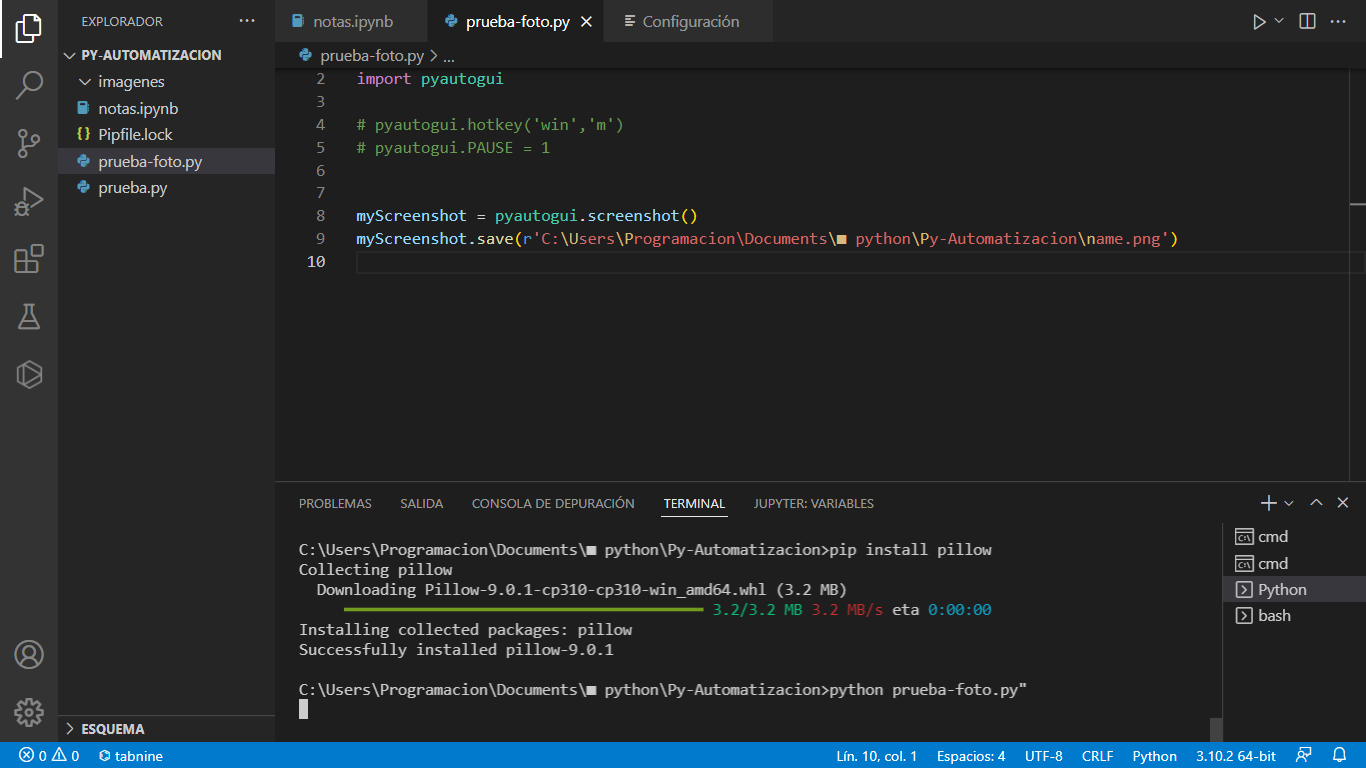 EXPLORADOR
notas.ipynb
prueba-foto.py
Configuración
PY-AUTOMATIZACION
imagenes
notas.ipynb
Pipfile.lock
prueba-foto.py
prueba.py
ESQUEMA
prueba-foto.py > ...
2 import pyautogui
3
4 # pyautogui.hotkey('win','m')
5 # pyautogui.PAUSE = 1
6
7
8 myScreenshot = pyautogui.screenshot()
9 myScreenshot.save(r'C:\Users\Programacion\Documents\■ python\Py-Automatizacion\name.png')
10
PROBLEMAS SALIDA CONSOLA DE DEPURACIÓN TERMINAL JUPYTER: VARIABLES
C:\Users\Programacion\Documents\■ python\Py-Automatizacion>pip install pillow
Collecting pillow
Downloading Pillow-9.0.1-cp310-cp310-win_amd64.whl (3.2 MB)
3.2/3.2 MB 3.2 MB/s eta 0:00:00
Installing collected packages: pillow
Successfully installed pillow-9.0.1
C:\Users\Programacion\Documents\■ python\Py-Automatizacion>python prueba-foto.py"
cmd
cmd
Python
bash
0 0 tabnine Lín. 10, col. 1 Espacios: 4 UTF-8 CRLF Python 3.10.2 64-bit